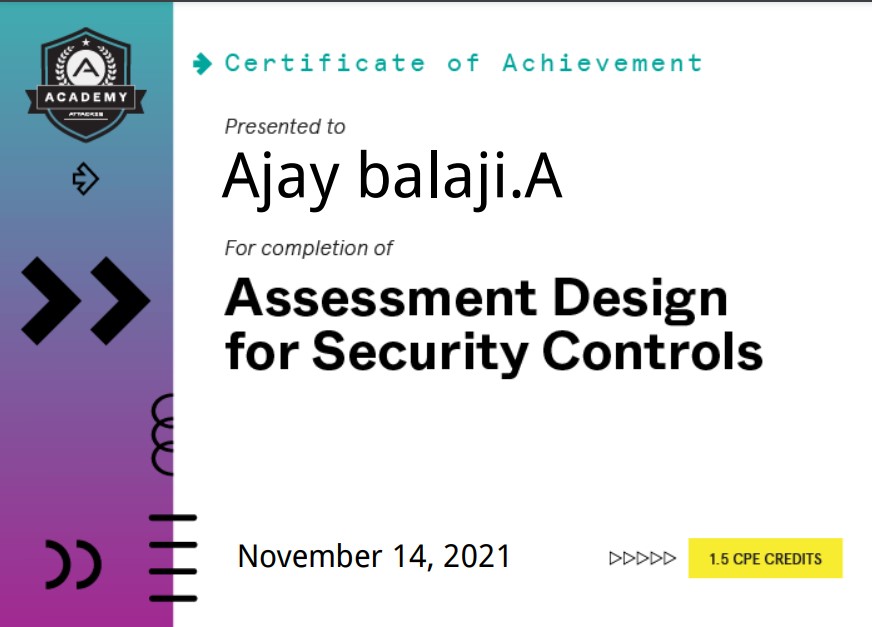 A
ACADEMY
ATTACKIQ
Certificate of Achievement
Presented to
Ajay balaji.A
For completion of
Assessment Design
for Security Controls
November 14, 2021
1.5 CPE CREDITS